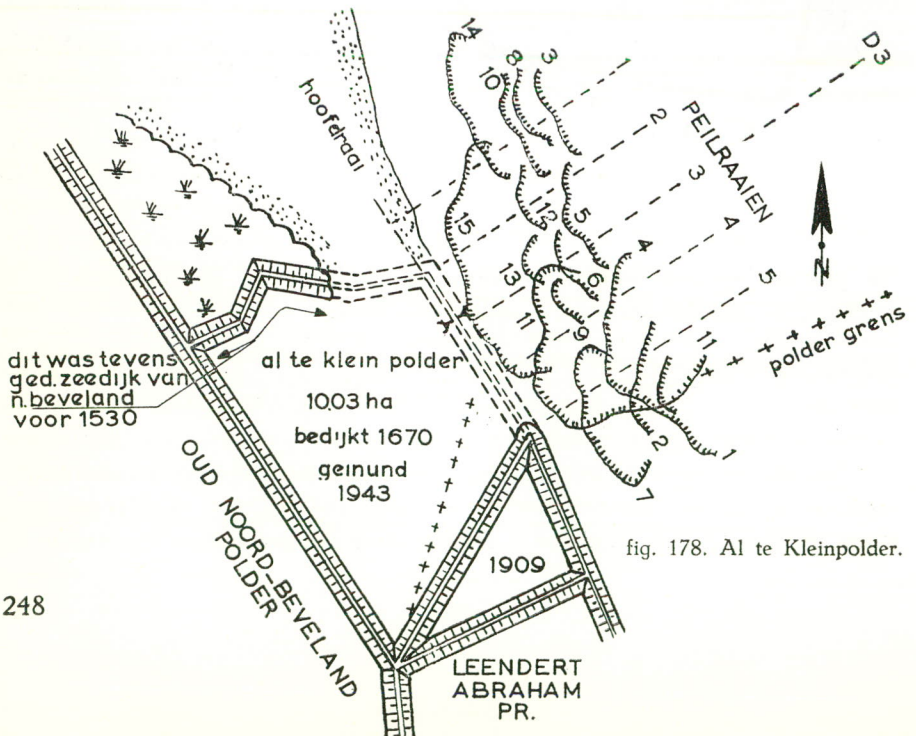 14
8
3
10
hoofdraai
D3
2
PEILRAAIEN
3
12
5
4
15
4
13
6
5
11
9
11
N
polder grens
dit was tevens
ged. zeedijk van
n. beveland
voor 1530
al te klein polder
10.03 ha
bedijkt 1670
geinund
1943
2
1
7
OUD NOORD-BEVELAND
POLDER
1909
fig. 178. Al te Kleinpolder.
248
LEENDERT
ABRAHAM
PR.